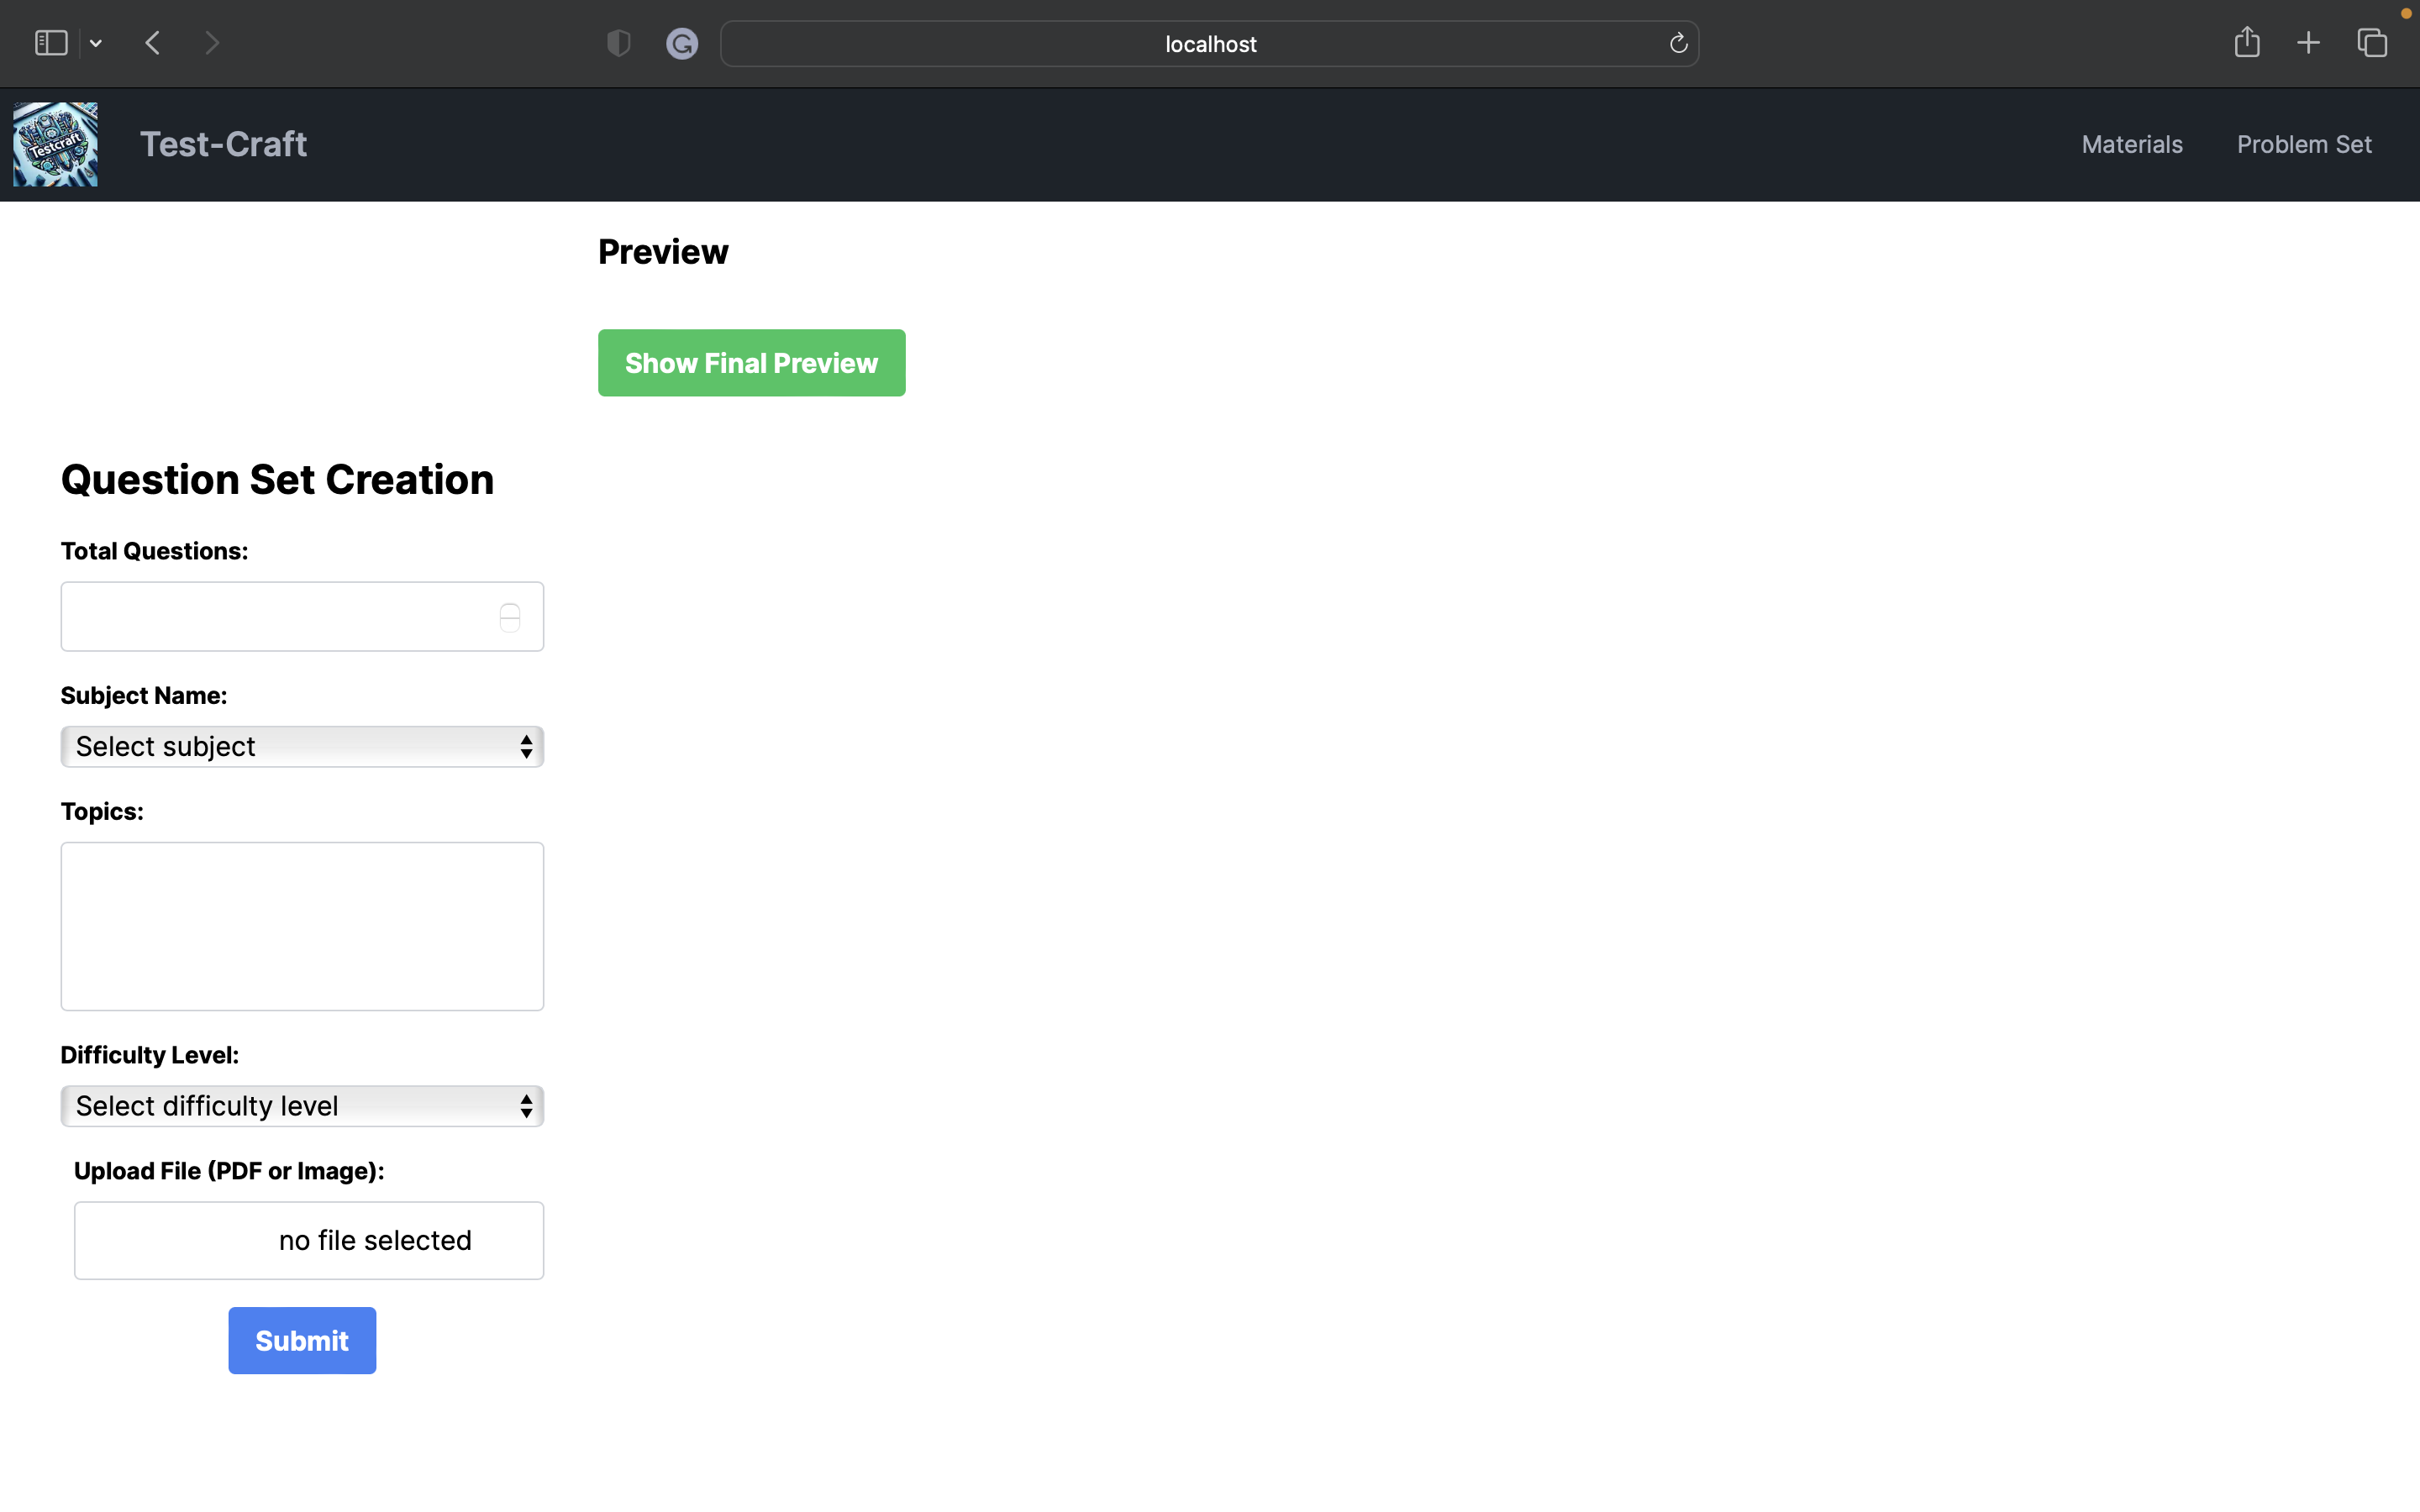 localhost
Testcraft
Test-Craft
Materials
Problem Set
Preview
Show Final Preview
Question Set Creation
Total Questions:
Subject Name:
Select subject
Topics:
Difficulty Level:
Select difficulty level
Upload File (PDF or Image):
no file selected
Submit